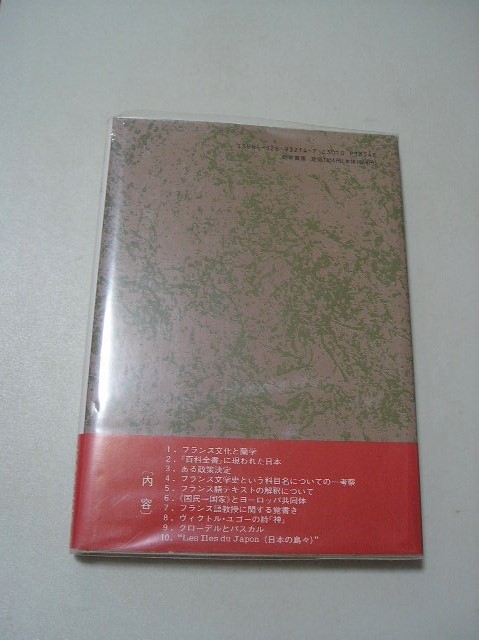 駿河台出版社
[内容]
1. フランス文化と蘭学
2. 『百科全書』に現われた日本
3. ある政策決定
4. フランス文学史という科目名についての一考察
5. フランス語テキストの解釈について
6. 〈国民=国家〉とヨーロッパ共同体
7. フランス語教授に関する覚書き
8. ヴィクトル・ユゴーの詩「神」
9. クローデルとパスカル
10. "Les Iles du Japon (日本の島々)"